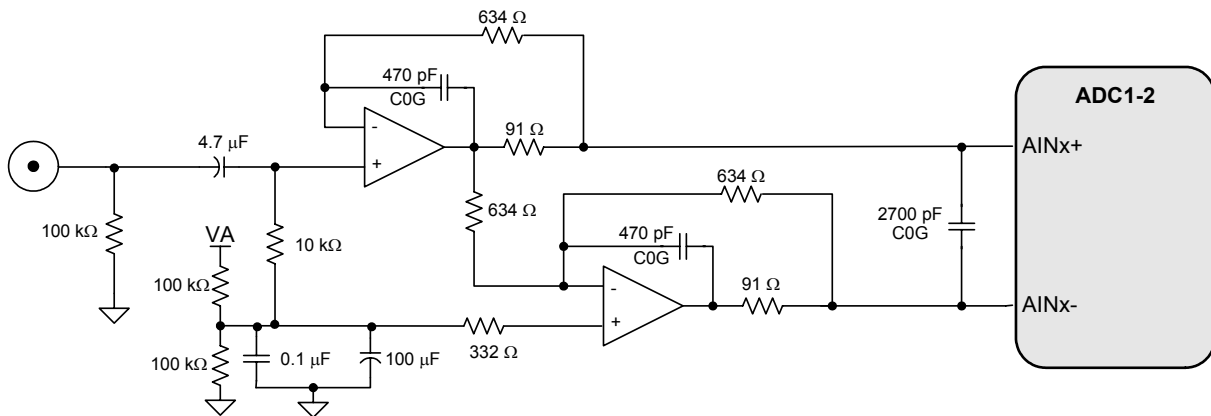 634 Ω
470 pF
C0G
ADC1-2
-
+
91 Ω
AINx+
4.7 µF
634 Ω
634 Ω
2700 pF
C0G
100 kΩ
VA
10 kΩ
470 pF
C0G
100 kΩ
-
+
91 Ω
AINx-
100 kΩ
0.1 µF
100 µF
332 Ω